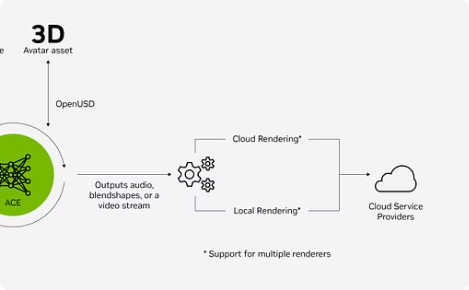 3D
e
Avatar asset
OpenUSD
Cloud Rendering*
ACE
Outputs audio,
blendshapes, or a
video stream
Local Rendering*
Cloud Service
Providers
* Support for multiple renderers